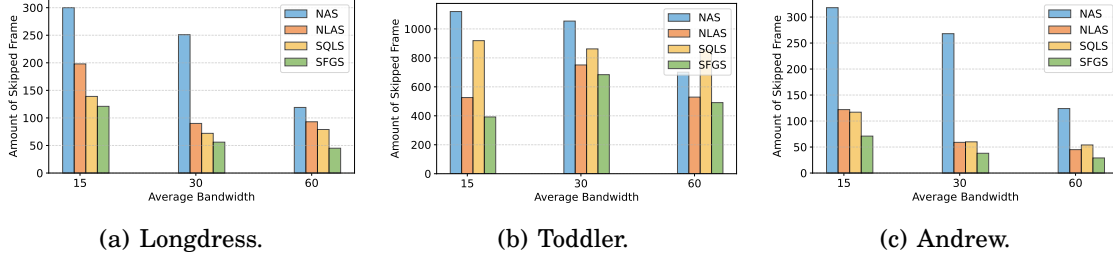 300
250
200
150
100
50
0
Amount of Skipped Frame
15 30 60
Average Bandwidth
NAS
NLAS
SQLS
SFGS
(a) Longdress.
1000
800
600
400
200
0
Amount of Skipped Frame
15 30 60
Average Bandwidth
NAS
NLAS
SQLS
SFGS
(b) Toddler.
300
250
200
150
100
50
0
Amount of Skipped Frame
15 30 60
Average Bandwidth
NAS
NLAS
SQLS
SFGS
(c) Andrew.